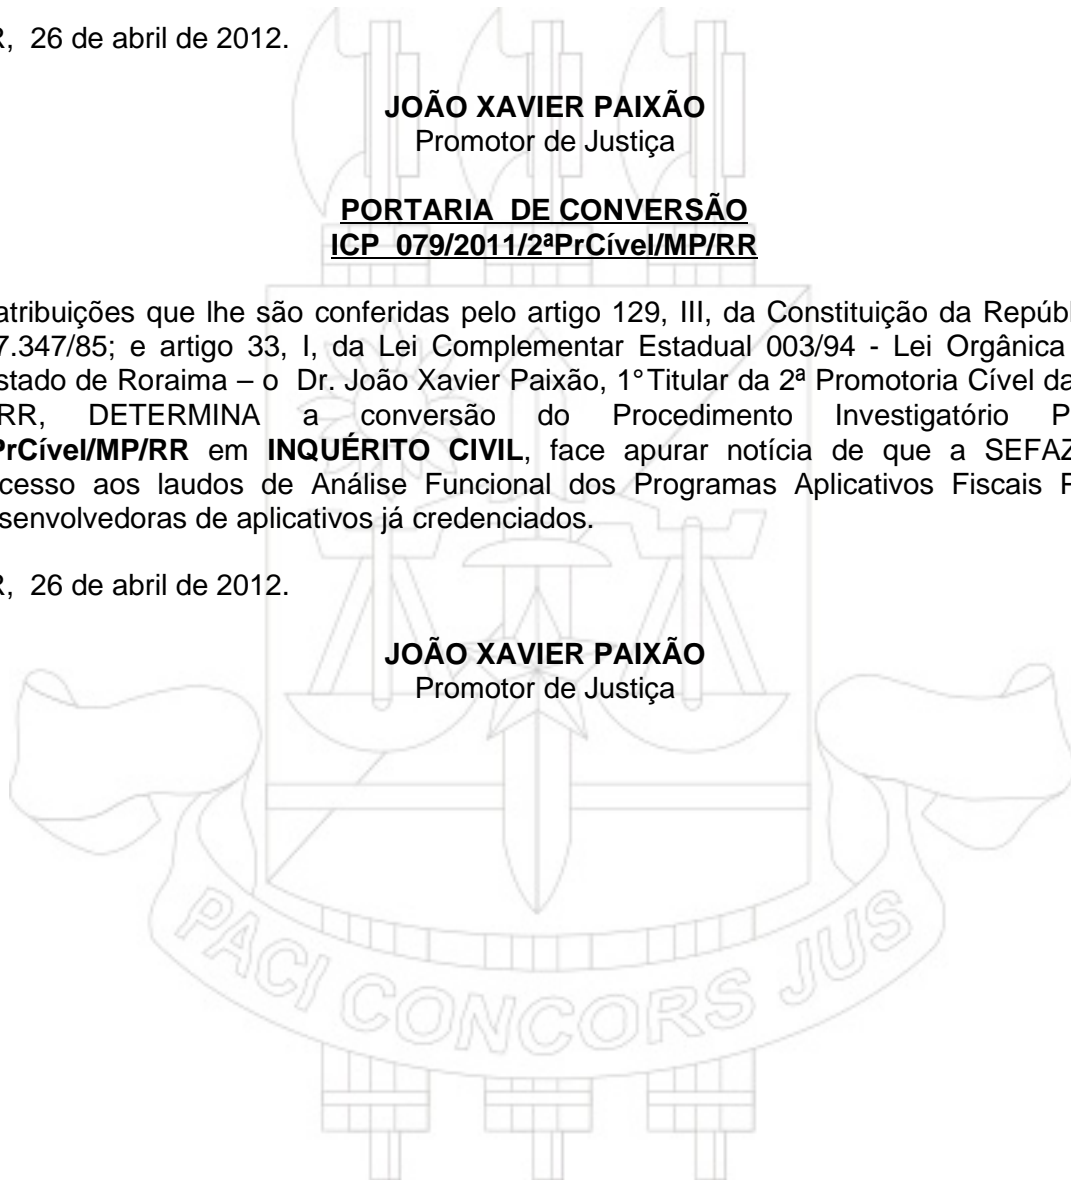 R, 26 de abril de 2012.
JOÃO XAVIER PAIXÃO
Promotor de Justiça
PORTARIA DE CONVERSÃO
ICP 079/2011/2ªPrCível/MP/RR
atribuições que lhe são conferidas pelo artigo 129, III, da Constituição da Repúbl
7.347/85; e artigo 33, I, da Lei Complementar Estadual 003/94 - Lei Orgânica
stado de Roraima – o Dr. João Xavier Paixão, 1° Titular da 2ª Promotoria Cível da
RR, DETERMINA a conversão do Procedimento Investigatório P
PrCível/MP/RR em INQUÉRITO CIVIL, face apurar notícia de que a SEFAZ
cesso aos laudos de Análise Funcional dos Programas Aplicativos Fiscais P
senvolvedoras de aplicativos já credenciados.
R, 26 de abril de 2012.
JOÃO XAVIER PAIXÃO
Promotor de Justiça
PACI CONCORS JUS